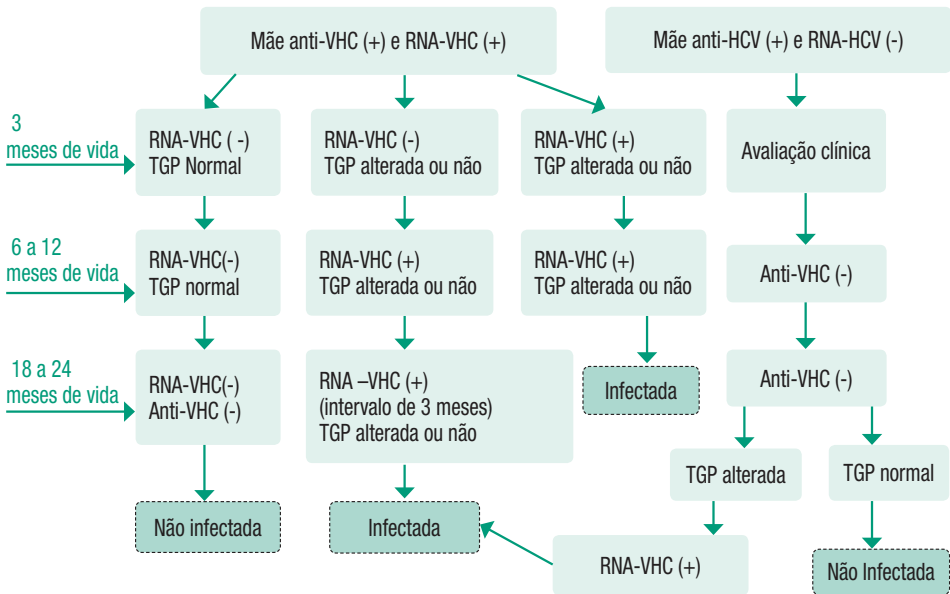 Mãe anti-VHC (+) e RNA-VHC (+)
Mãe anti-HCV (+) e RNA-HCV (-)
3
meses de vida
RNA-VHC ( -)
TGP Normal
RNA-VHC (-)
TGP alterada ou não
RNA-VHC (+)
TGP alterada ou não
Avaliação clínica
6 a 12
meses de vida
RNA-VHC(-)
TGP normal
RNA-VHC (+)
TGP alterada ou não
RNA-VHC (+)
TGP alterada ou não
Anti-VHC (-)
18 a 24
meses de vida
RNA-VHC(-)
Anti-VHC (-)
RNA –VHC (+)
(intervalo de 3 meses)
TGP alterada ou não
Infectada
Anti-VHC (-)
TGP alterada
TGP normal
Não infectada
Infectada
RNA-VHC (+)
Não Infectada